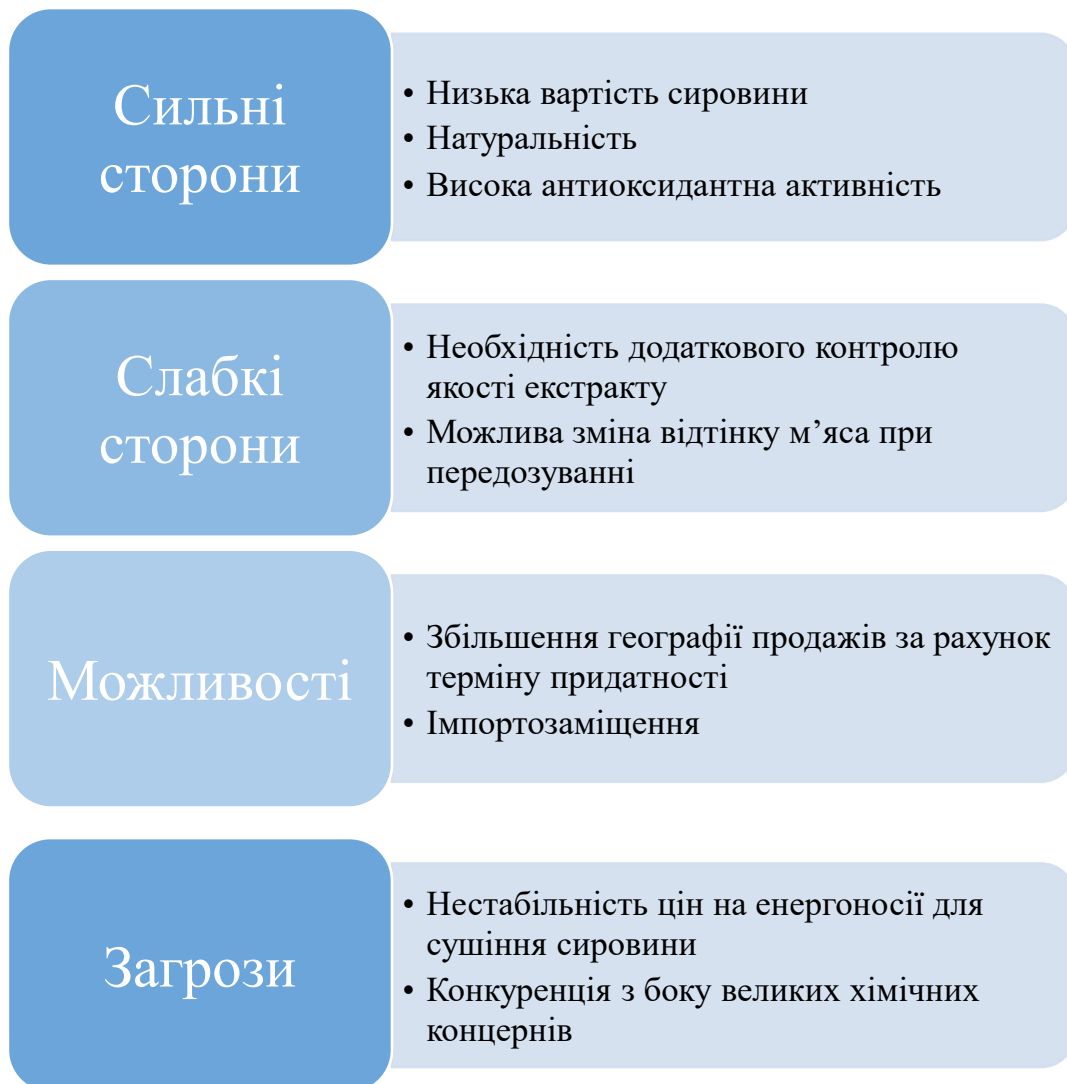 Сильні
сторони
• Низька вартість сировини
• Натуральність
• Висока антиоксидантна активність
Слабкі
сторони
• Необхідність додаткового контролю
якості екстракту
• Можлива зміна відтінку м’яса при
передозуванні
Можливості
• Збільшення географії продажів за рахунок
терміну придатності
• Імпортозаміщення
Загрози
• Нестабільність цін на енергоносії для
сушіння сировини
• Конкуренція з боку великих хімічних
концернів